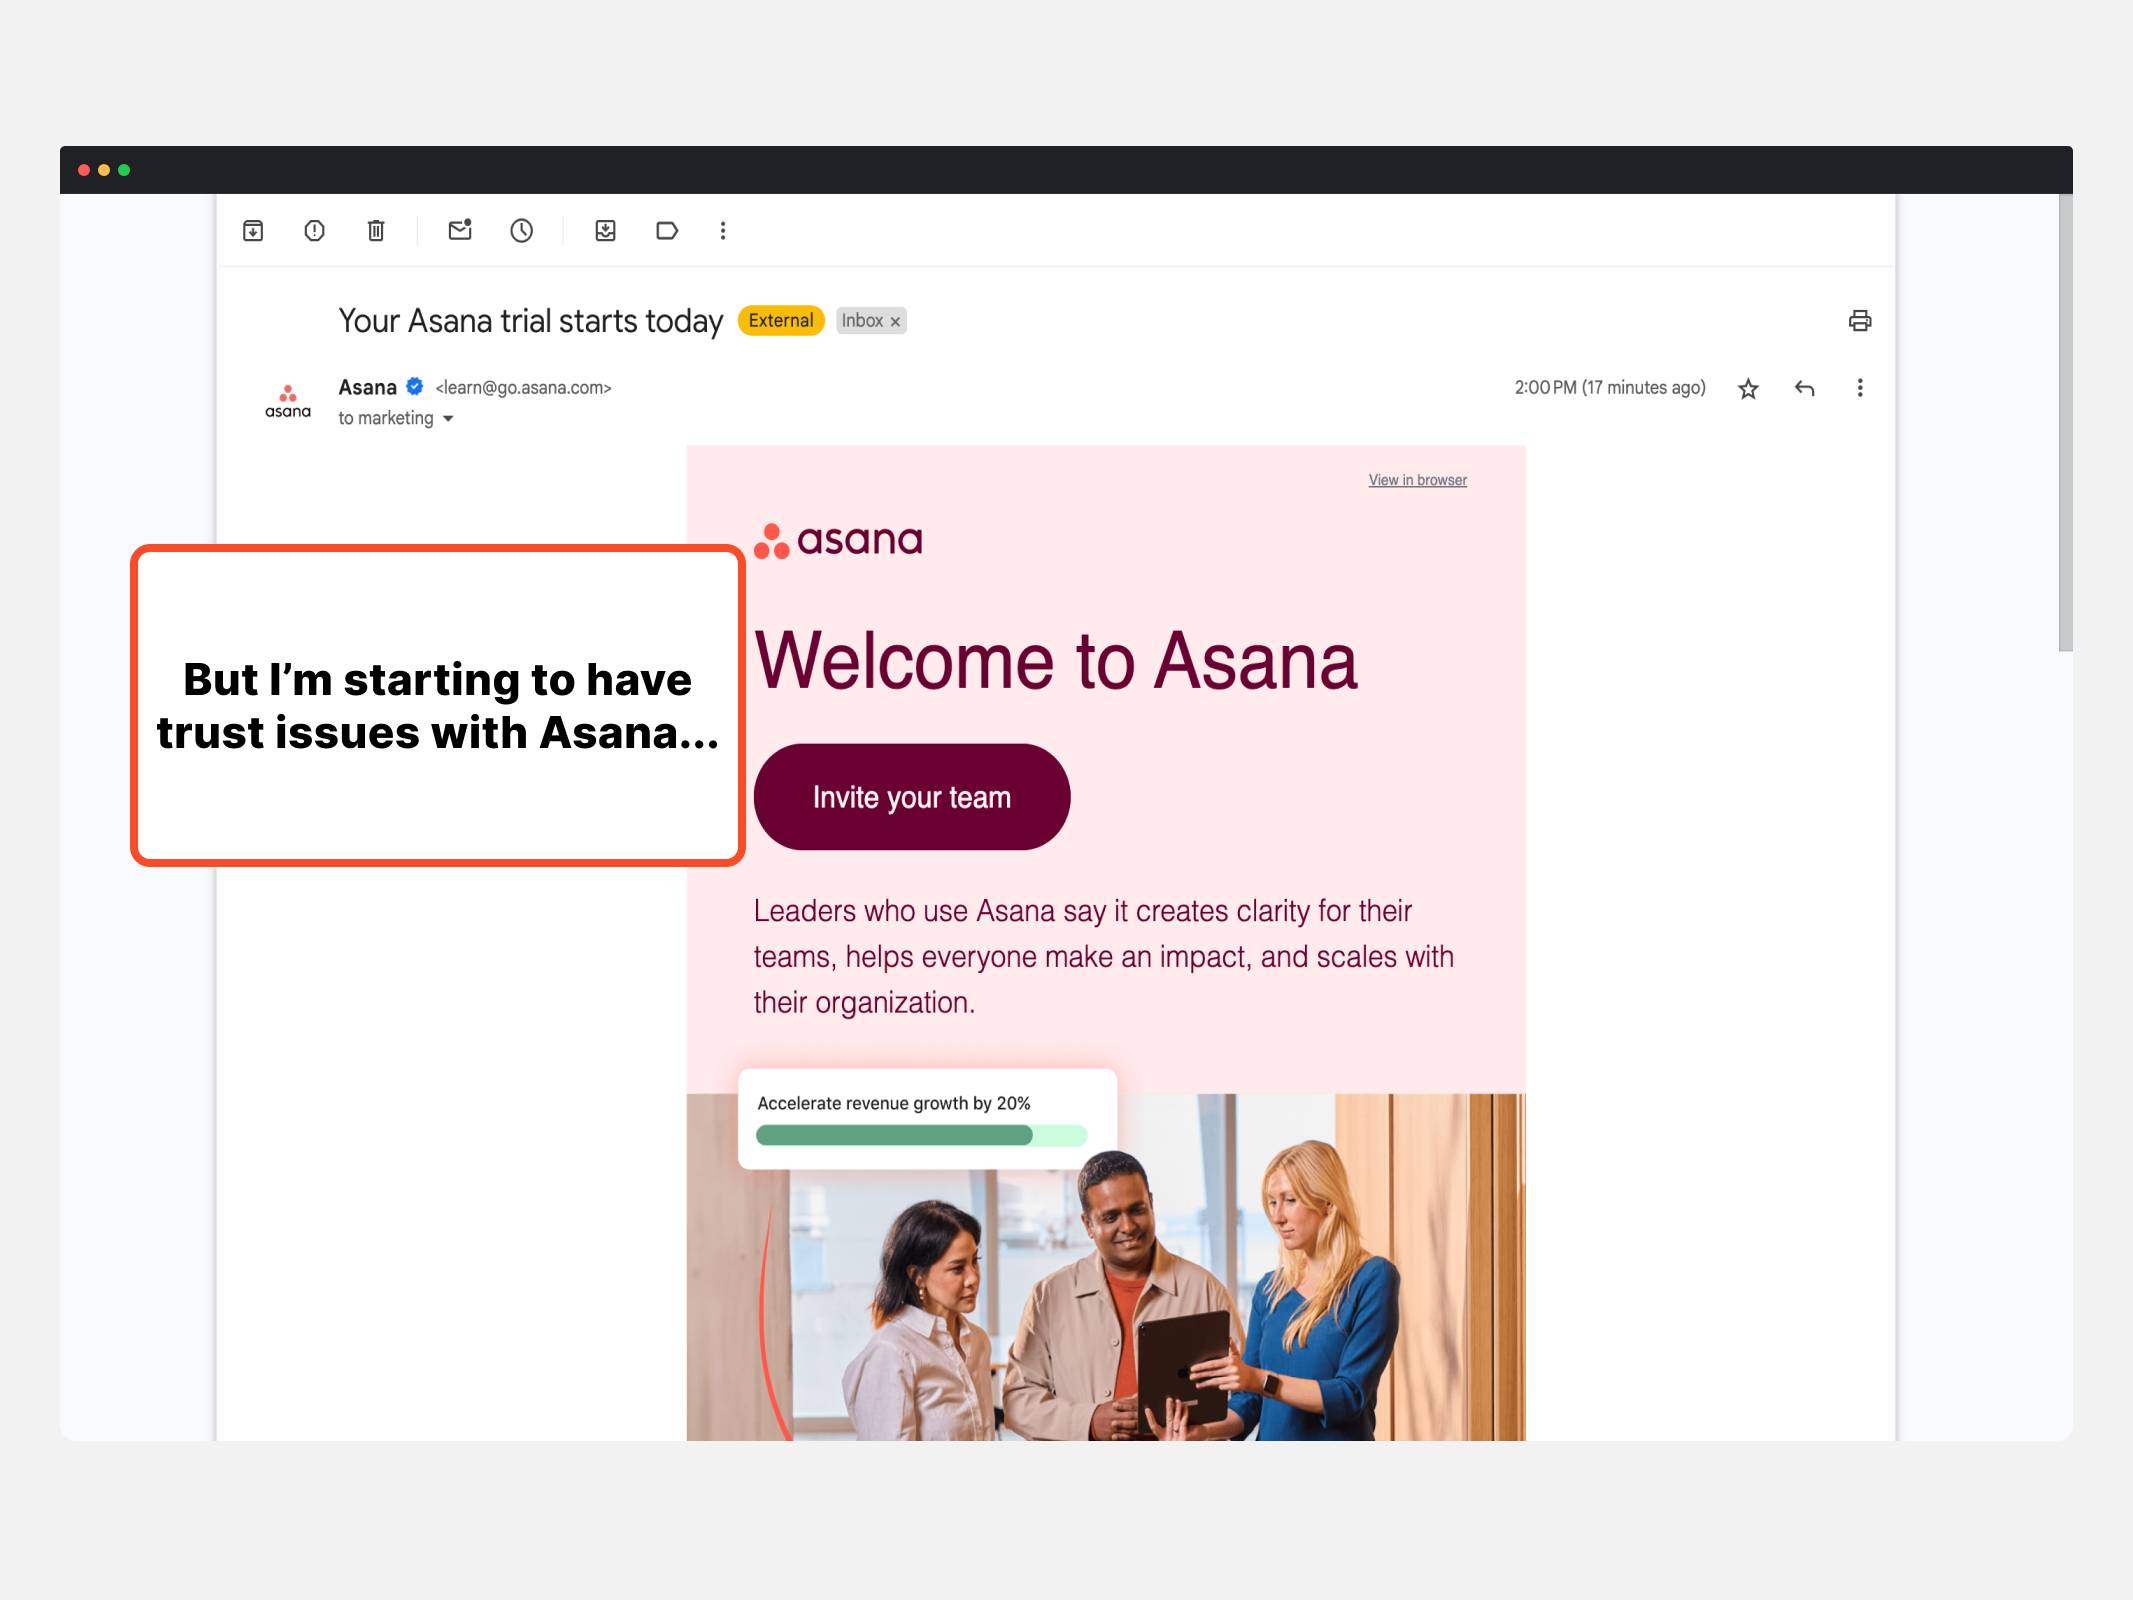 Your Asana trial starts today External Inbox x
asana
Asana <learn@go.asana.com> 2:00 PM (17 minutes ago)
to marketing
View in browser
asana
Welcome to Asana
But I’m starting to have
trust issues with Asana...
Invite your team
Leaders who use Asana say it creates clarity for their
teams, helps everyone make an impact, and scales with
their organization.
Accelerate revenue growth by 20%